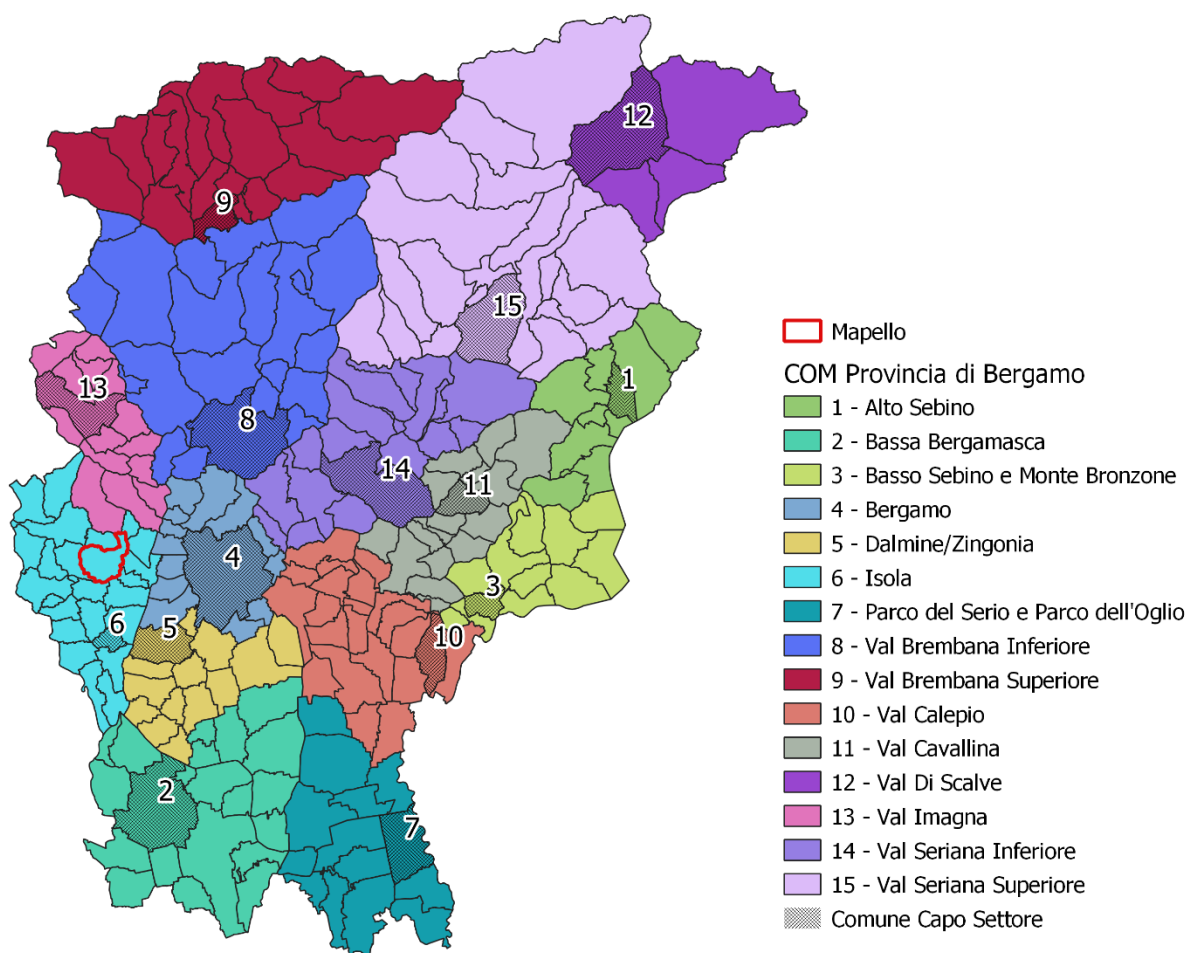 12
9
15
1
13
8
14
11
4
3
6
5
10
2
7
Mapello
COM Provincia di Bergamo
1 - Alto Sebino
2 - Bassa Bergamasca
3 - Basso Sebino e Monte Bronzone
4 - Bergamo
5 - Dalmine/Zingonia
6 - Isola
7 - Parco del Serio e Parco dell'Oglio
8 - Val Brembana Inferiore
9 - Val Brembana Superiore
10 - Val Calepio
11 - Val Cavallina
12 - Val Di Scalve
13 - Val Imagna
14 - Val Seriana Inferiore
15 - Val Seriana Superiore
Comune Capo Settore